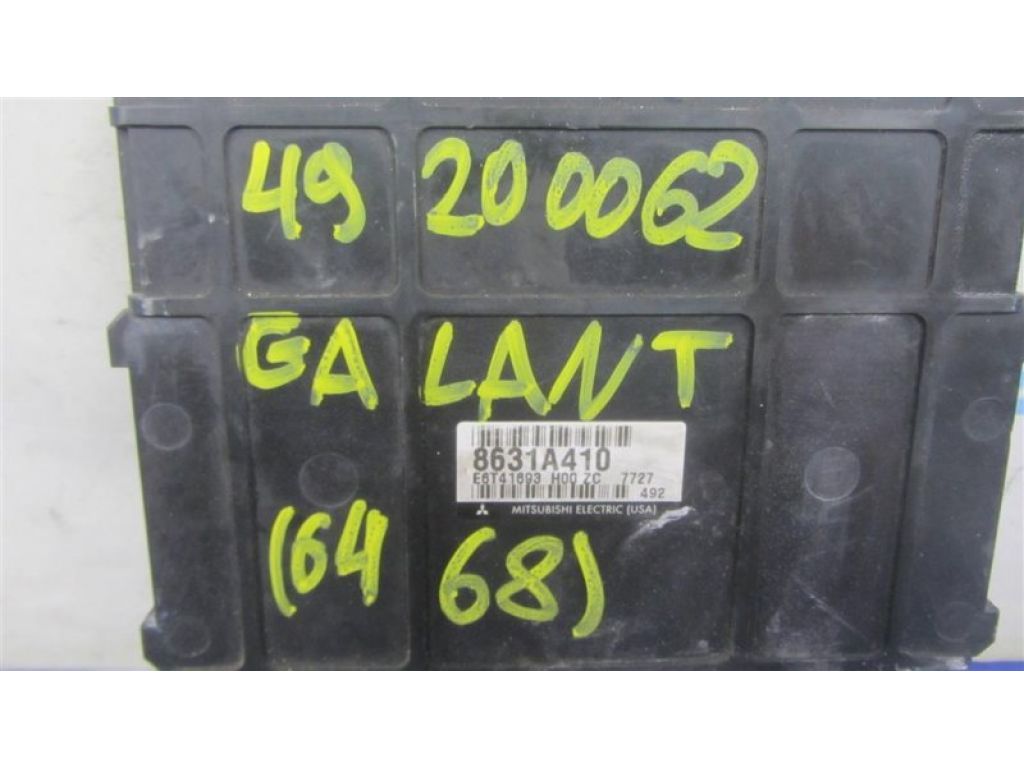 49 200062
GALANT
8631A410
E6T41693 H00 ZC 7727
492
MITSUBISHI ELECTRIC (USA)
(64 68)